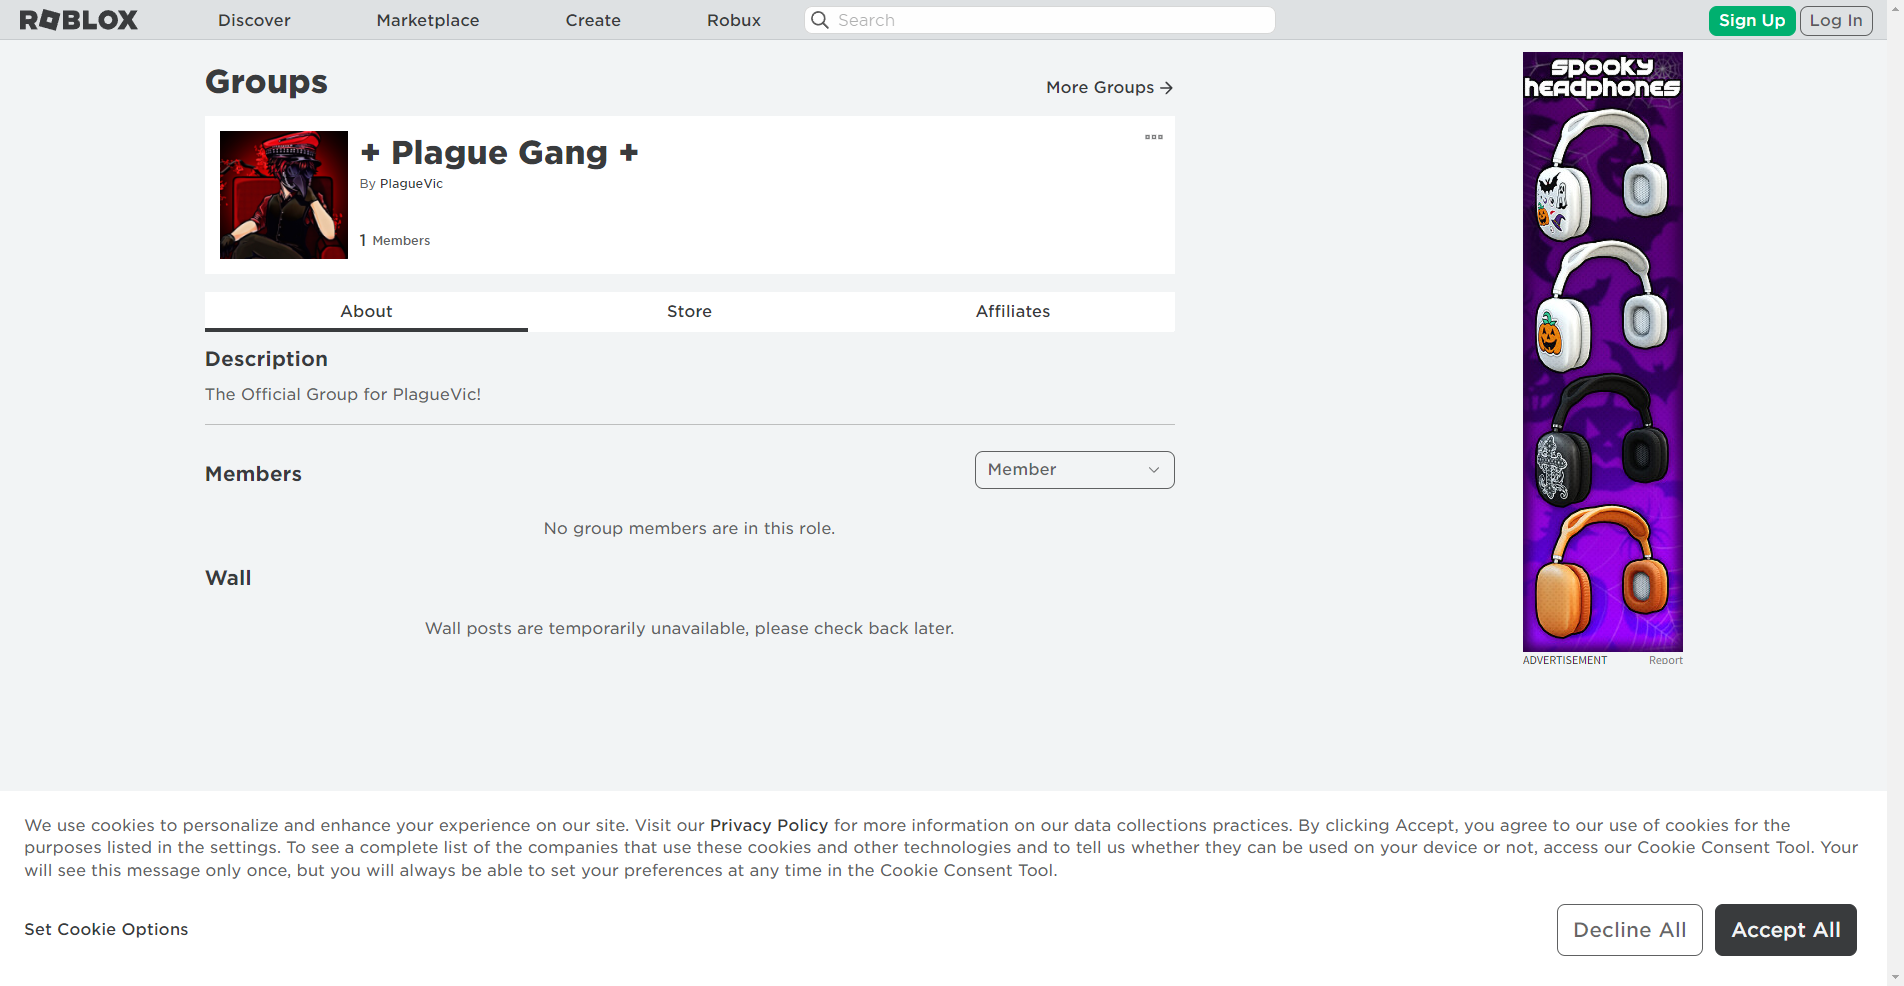 ROBLOX
Discover
Marketplace
Create
Robux
Search
Sign Up
Log In
Groups
More Groups
+ Plague Gang +
By PlagueVic
1 Members
About
Store
Affiliates
Description
The Official Group for PlagueVic!
Members
Member
No group members are in this role.
Wall
Wall posts are temporarily unavailable, please check back later.
spooky
headphones
ADVERTISEMENT
Report
We use cookies to personalize and enhance your experience on our site. Visit our Privacy Policy for more information on our data collections practices. By clicking Accept, you agree to our use of cookies for the
purposes listed in the settings. To see a complete list of the companies that use these cookies and other technologies and to tell us whether they can be used on your device or not, access our Cookie Consent Tool. Your
will see this message only once, but you will always be able to set your preferences at any time in the Cookie Consent Tool.
Set Cookie Options
Decline All
Accept All